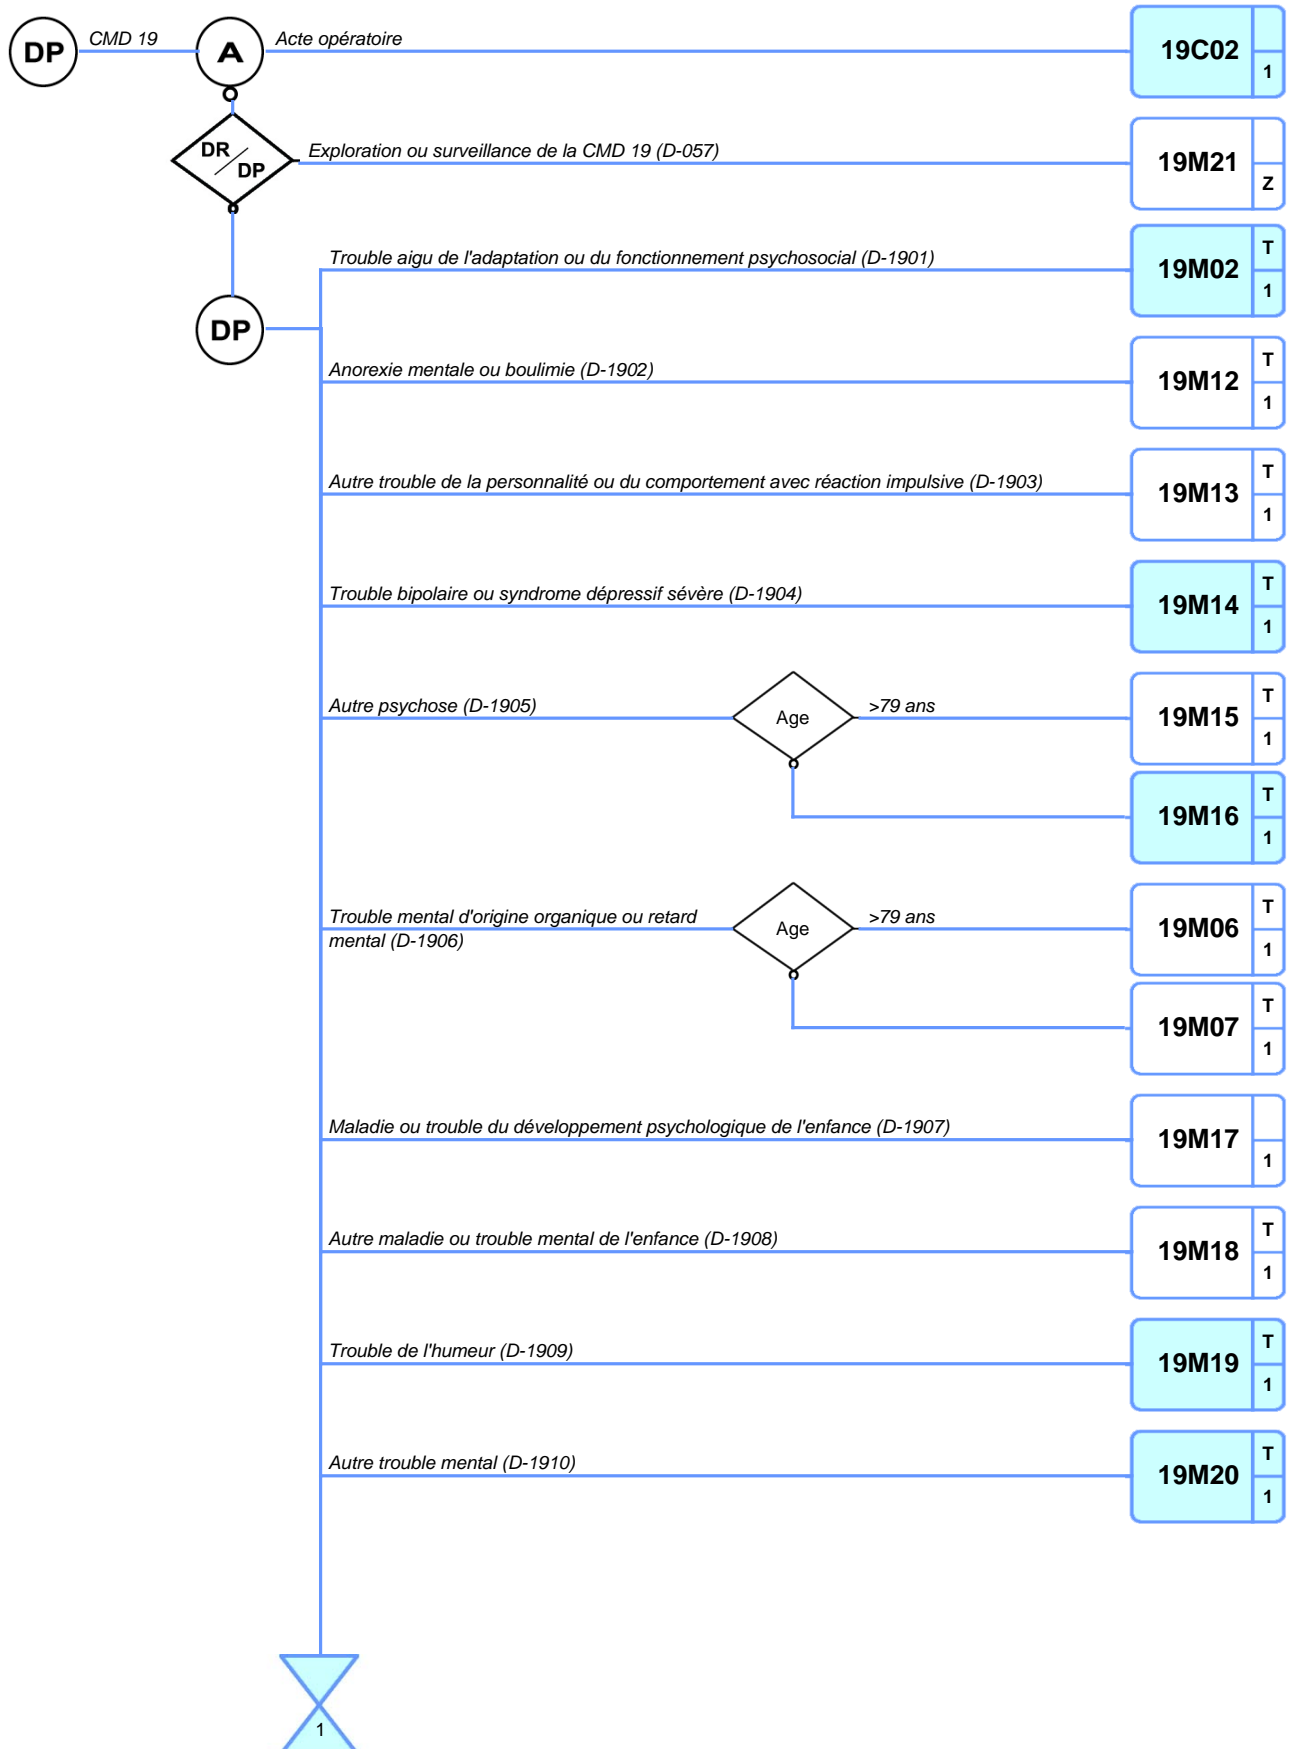 DP
CMD 19
A
Acte opératoire
19C02
1
DR
DP
Exploration ou surveillance de la CMD 19 (D-057)
19M21
Z
DP
Trouble aigu de l'adaptation ou du fonctionnement psychosocial (D-1901)
19M02
T
1
Anorexie mentale ou boulimie (D-1902)
19M12
T
1
Autre trouble de la personnalité ou du comportement avec réaction impulsive (D-1903)
19M13
T
1
Trouble bipolaire ou syndrome dépressif sévère (D-1904)
19M14
T
1
Autre psychose (D-1905)
Age
>79 ans
19M15
T
1
19M16
T
1
Trouble mental d'origine organique ou retard
mental (D-1906)
Age
>79 ans
19M06
T
1
19M07
T
1
Maladie ou trouble du développement psychologique de l'enfance (D-1907)
19M17
1
Autre maladie ou trouble mental de l'enfance (D-1908)
19M18
T
1
Trouble de l'humeur (D-1909)
19M19
T
1
Autre trouble mental (D-1910)
19M20
T
1
1